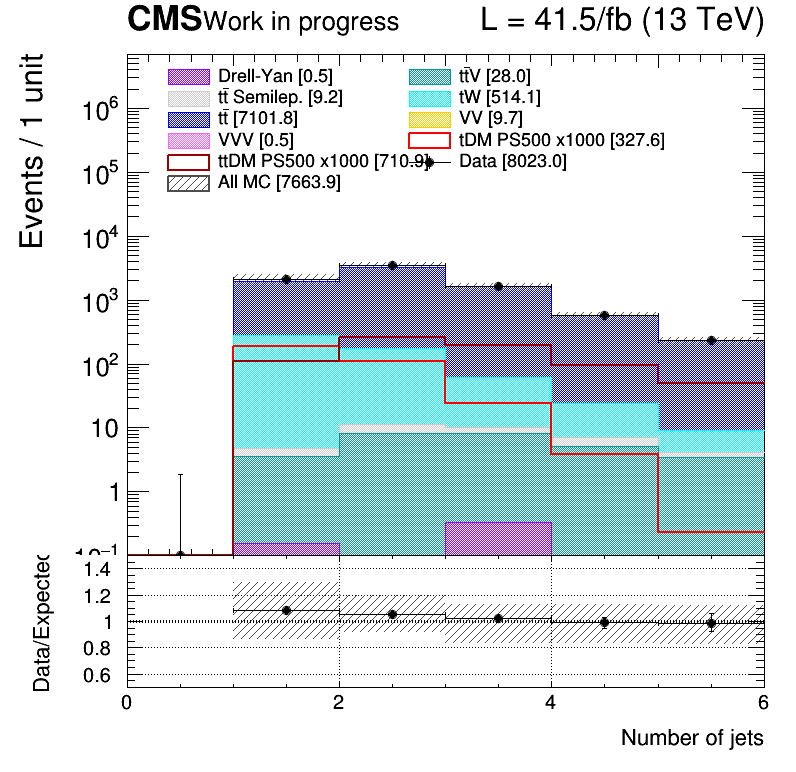 CMS Work in progress L = 41.5/fb (13 TeV)
Drell-Yan [0.5] tt̄V [28.0]
tt̄ Semilep. [9.2] tW [514.1]
tt̄ [7101.8] VV [9.7]
VVV [0.5] tDM PS500 x1000 [327.6]
ttDM PS500 x1000 [710.9] Data [8023.0]
All MC [7663.9]
Events / 1 unit
10⁶
10⁵
10⁴
10³
10²
10
1
10⁻¹
Data/Expected
1.4
1.2
1
0.8
0.6
0 2 4 6
Number of jets